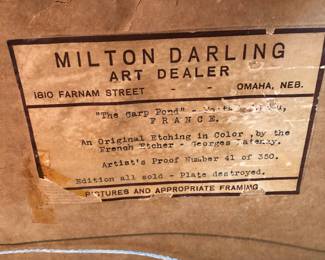 MILTON DARLING
ART DEALER
1810 FARNAM STREET - - OMAHA, NEB.
"The Carp Pond" -
FRANCE.
An Original Etching in Color, by the
French Etcher - Georges
Artist's Proof Number 41 of 350.
Edition all sold - Plate destroyed.
PICTURES AND APPROPRIATE FRAMING